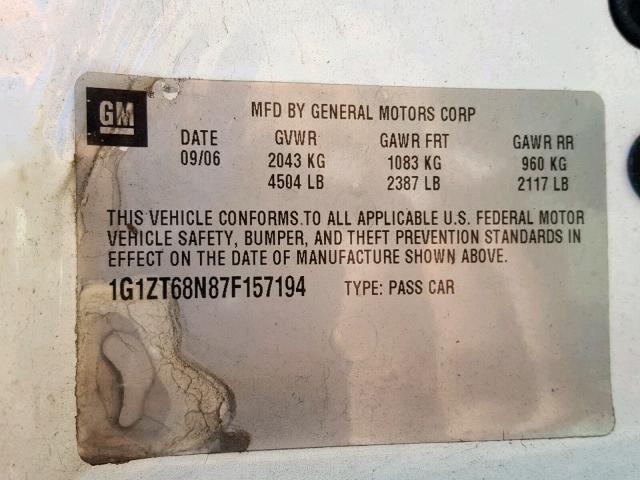 GM
MFD BY GENERAL MOTORS CORP
DATE GVWR GAWR FRT GAWR RR
09/06 2043 KG 1083 KG 960 KG
4504 LB 2387 LB 2117 LB
THIS VEHICLE CONFORMS TO ALL APPLICABLE U.S. FEDERAL MOTOR
VEHICLE SAFETY, BUMPER, AND THEFT PREVENTION STANDARDS IN
EFFECT ON THE DATE OF MANUFACTURE SHOWN ABOVE.
1G1ZT68N87F157194 TYPE: PASS CAR